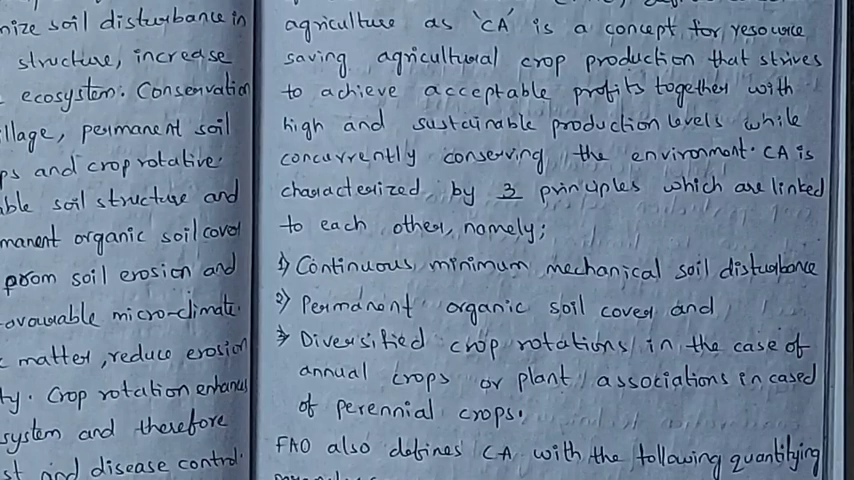 nize soil disturbance in
structure, increase
ecosystem. Conservation
illage, permanent soil
ps and crop rotative.
ble soil structure and
manent organic soil cover
prom soil erosion and
avourable micro-climate.
matter, reduce erosion
ty. Crop rotation enhances
system and therefore
st and disease control.
agriculture as 'CA' is a concept for resource
saving agricultural crop production that strives
to achieve acceptable profits together with
high and sustainable production levels while
concurrently conserving the environment. CA is
characterized by 3 principles which are linked
to each other, namely;
1) Continuous minimum mechanical soil disturbance
2) Permanent organic soil cover and
3) Diversified crop rotations in the case of
annual crops or plant associations in cased
of perennial crops.
FAO also defines CA with the following quantifying